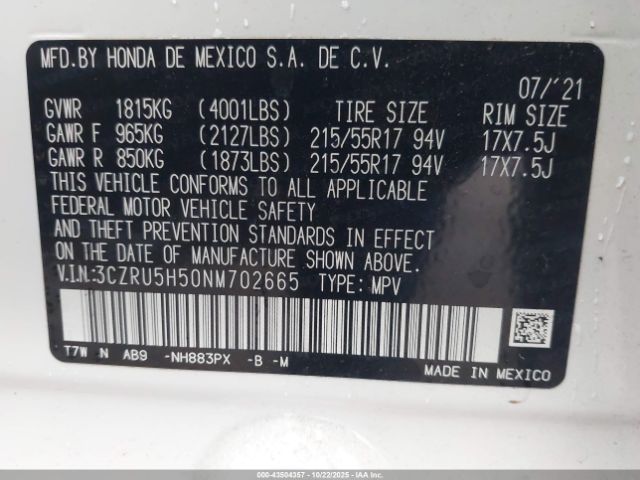 MFD.BY HONDA DE MEXICO S.A. DE C.V.
07/'21
GVWR 1815KG (4001LBS) TIRE SIZE RIM SIZE
GAWR F 965KG (2127LBS) 215/55R17 94V 17X7.5J
GAWR R 850KG (1873LBS) 215/55R17 94V 17X7.5J
THIS VEHICLE CONFORMS TO ALL APPLICABLE
FEDERAL MOTOR VEHICLE SAFETY
AND THEFT PREVENTION STANDARDS IN EFFECT
ON THE DATE OF MANUFACTURE SHOWN ABOVE.
V.I.N.:3CZRU5H50NM702665 TYPE: MPV
T7W N AB9 -NH883PX -B -M
MADE IN MEXICO
000-43504357 - 10/22/2025 - IAAI.COM